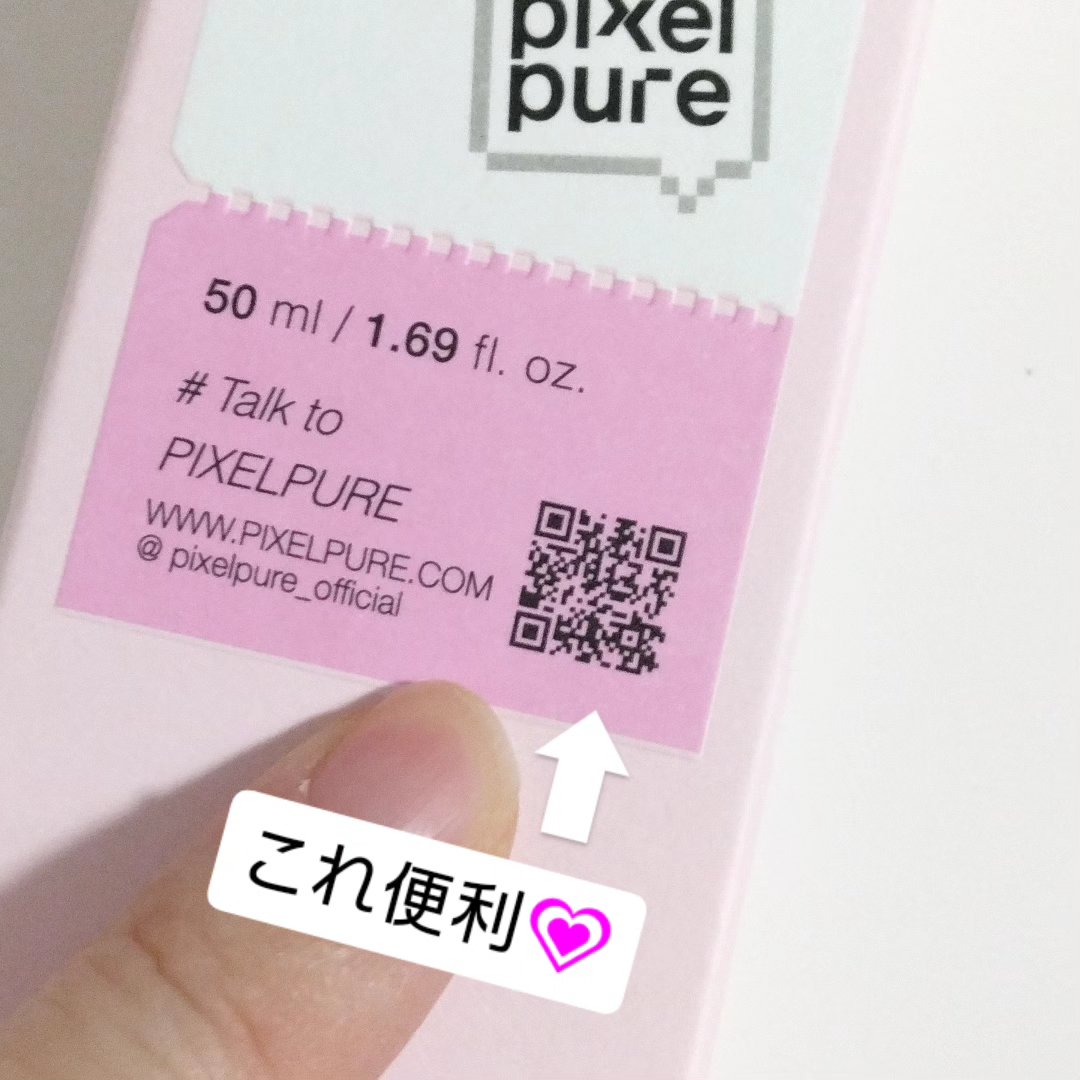 pixel
pure
50 ml / 1.69 fl. oz.
# Talk to
PIXELPURE
WWW.PIXELPURE.COM
@ pixelpure_official
これ便利💗